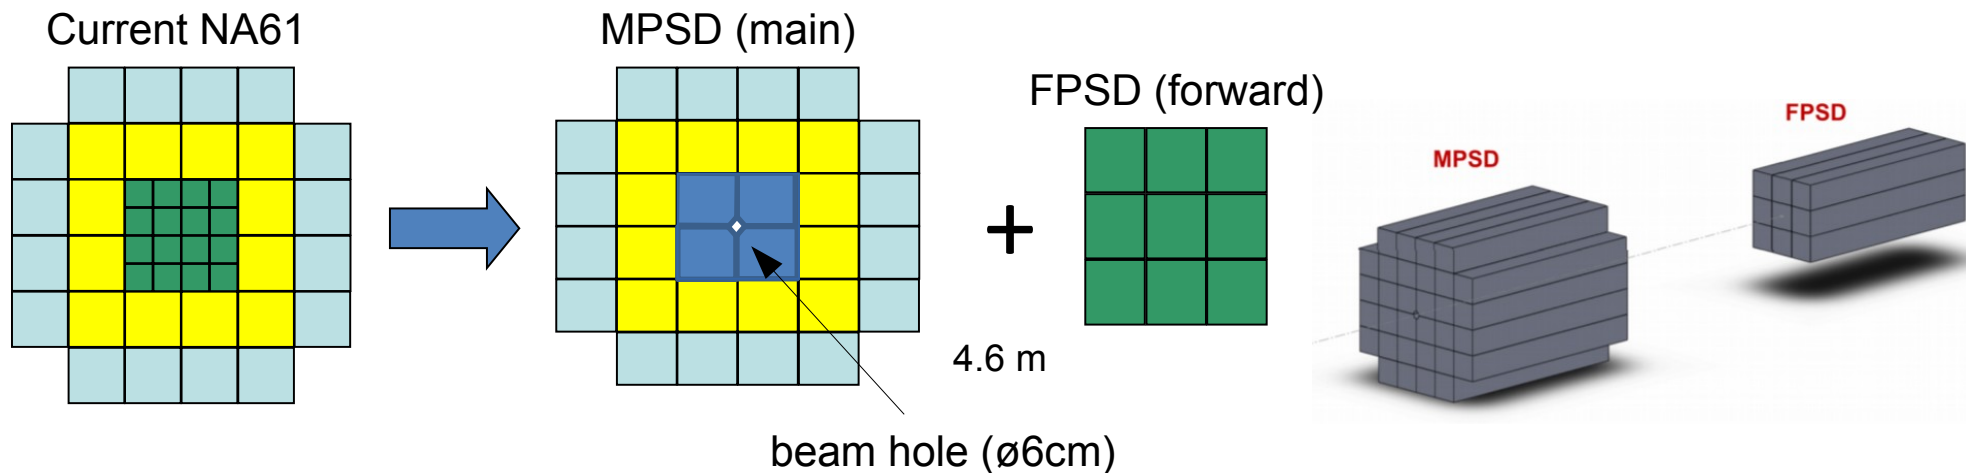 Current NA61
MPSD (main)
FPSD (forward)
4.6 m
beam hole (ø6cm)
MPSD
FPSD